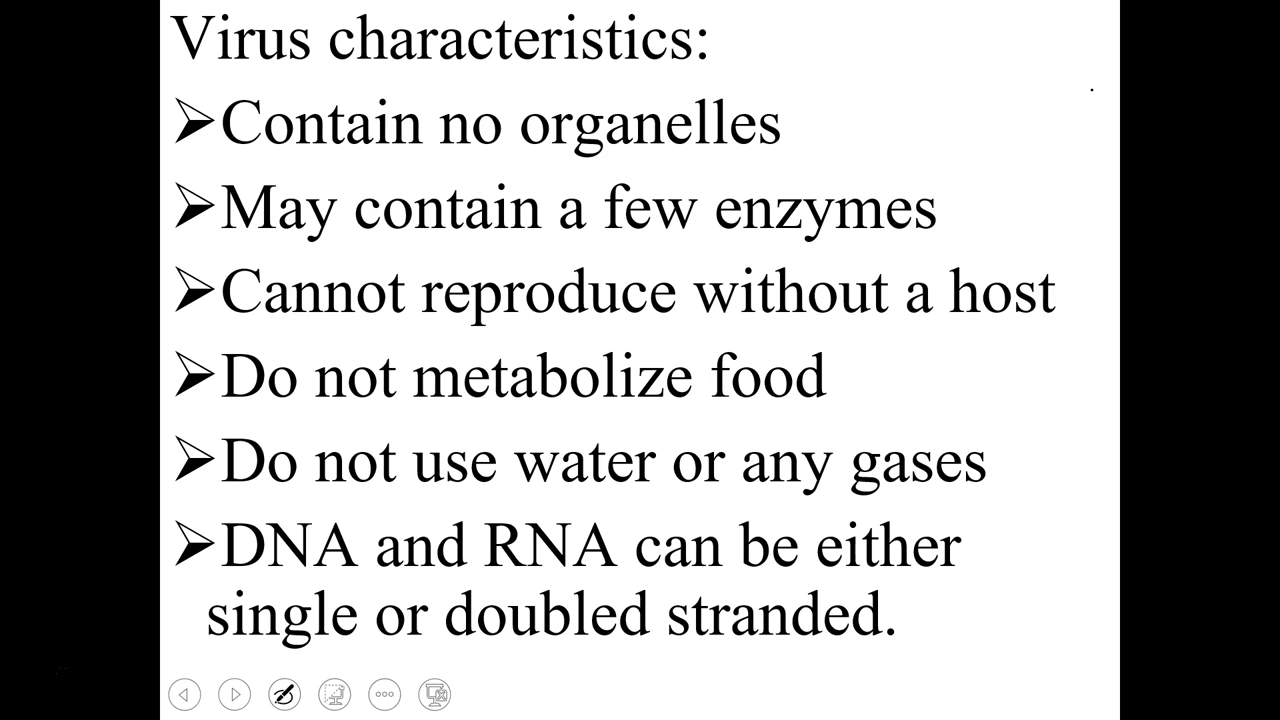 Virus characteristics:
➢Contain no organelles
➢May contain a few enzymes
➢Cannot reproduce without a host
➢Do not metabolize food
➢Do not use water or any gases
➢DNA and RNA can be either
single or doubled stranded.